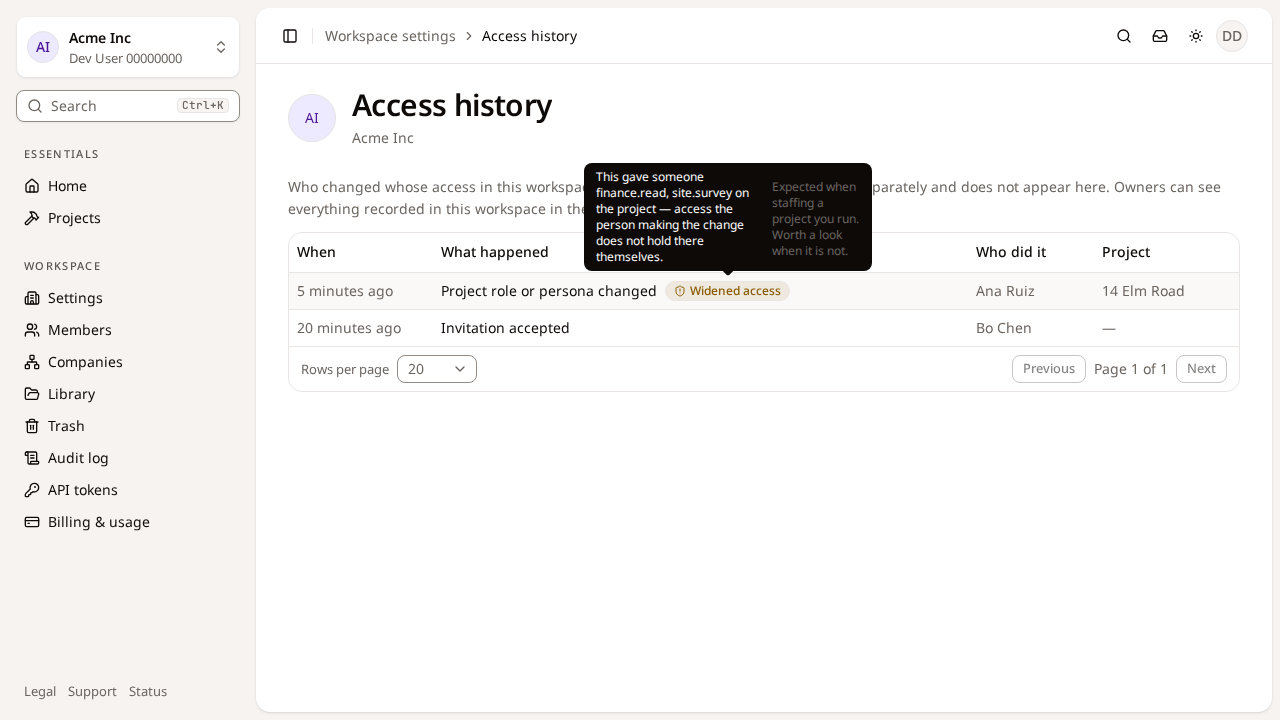 AI
Acme Inc
Dev User 00000000
Search
Ctrl+K
ESSENTIALS
Home
Projects
WORKSPACE
Settings
Members
Companies
Library
Trash
Audit log
API tokens
Billing & usage
Legal Support Status
Workspace settings
Access history
DD
AI
Access history
Acme Inc
Who changed whose access in this and does not appear here. Owners can see
everything recorded in this workspace in
This gave someone
finance.read, site.survey on
the project — access the
person making the change
does not hold there
themselves.
Expected when
staffing a
project you run.
Worth a look
when it is not.
When What happened Who did it Project
5 minutes ago Project role or persona changed Widened access Ana Ruiz 14 Elm Road
20 minutes ago Invitation accepted Bo Chen —
Rows per page 20 Previous Page 1 of 1 Next